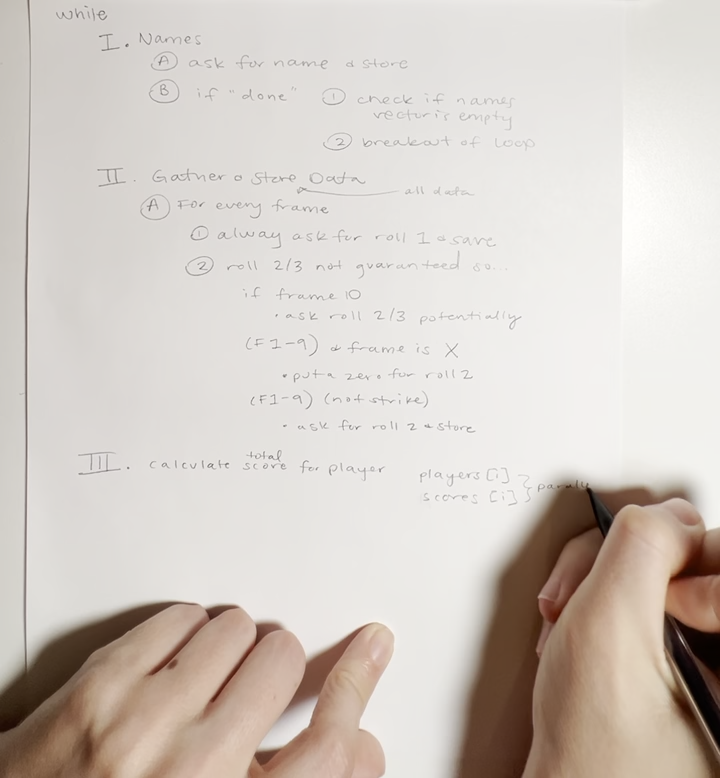 while
I. Names
Ⓐ ask for name & store
Ⓑ if "done" ① check if names
vector is empty
② breakout of loop
II. Gather & Store Data
all data
Ⓐ For every frame
① alway ask for roll 1 & save
② roll 2/3 not guaranteed so...
if frame 10
• ask roll 2/3 potentially
(F1-9) & frame is X
• put a zero for roll 2
(F1-9) (not strike)
• ask for roll 2 & store
III. calculate total score for player
players [i]
scores [i] } parall